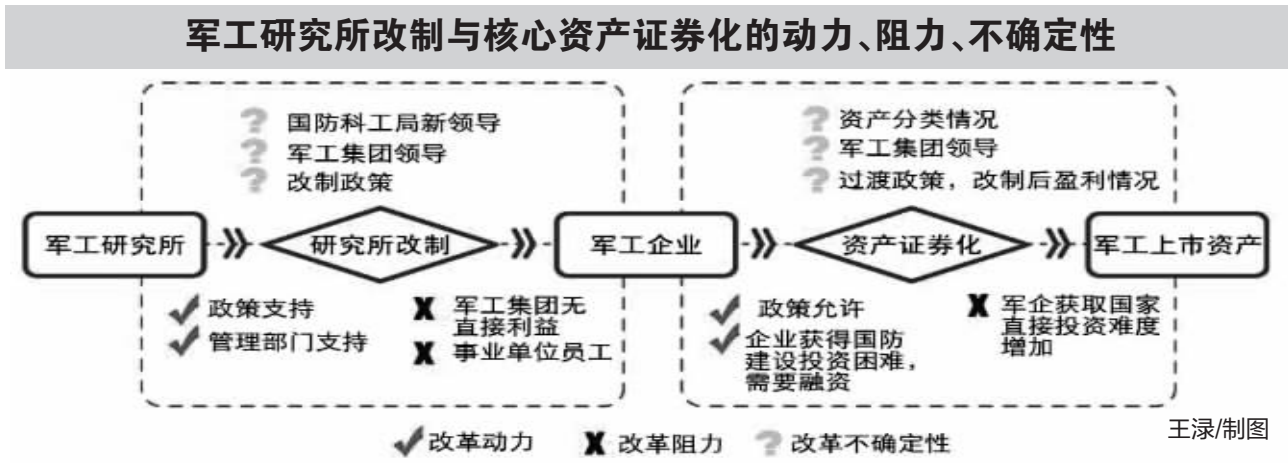 军工研究所改制与核心资产证券化的动力、阻力、不确定性
? 国防科工局新领导
? 军工集团领导
? 改制政策
? 资产分类情况
? 军工集团领导
? 过渡政策，改制后盈利情况
军工研究所
研究所改制
军工企业
资产证券化
军工上市资产
政策支持
管理部门支持
X 军工集团无
直接利益
X 事业单位员工
政策允许
企业获得国防
建设投资困难，
需要融资
X 军企获取国家
直接投资难度
增加
改革动力
X 改革阻力
? 改革不确定性
王渌/制图